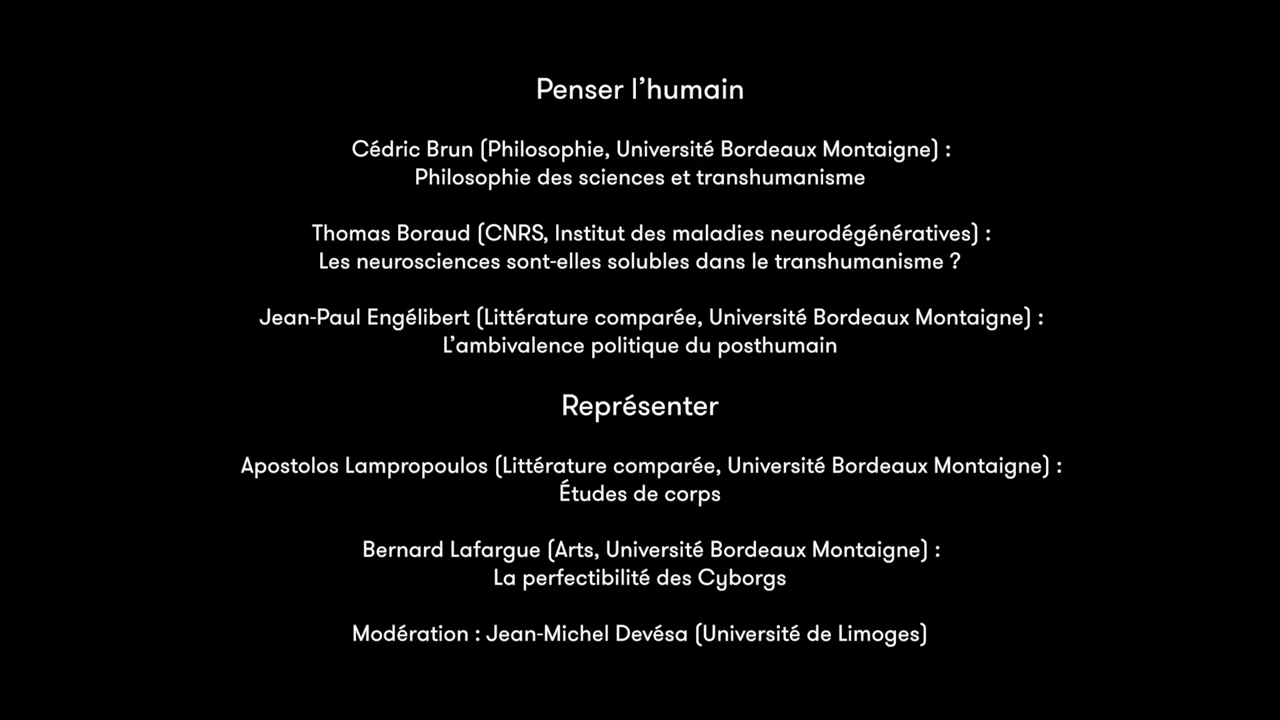 Penser l’humain
Cédric Brun (Philosophie, Université Bordeaux Montaigne) :
Philosophie des sciences et transhumanisme
Thomas Boraud (CNRS, Institut des maladies neurodégénératives) :
Les neurosciences sont-elles solubles dans le transhumanisme ?
Jean-Paul Engélibert (Littérature comparée, Université Bordeaux Montaigne) :
L’ambivalence politique du posthumain
Représenter
Apostolos Lampropoulos (Littérature comparée, Université Bordeaux Montaigne) :
Études de corps
Bernard Lafargue (Arts, Université Bordeaux Montaigne) :
La perfectibilité des Cyborgs
Modération : Jean-Michel Devésa (Université de Limoges)